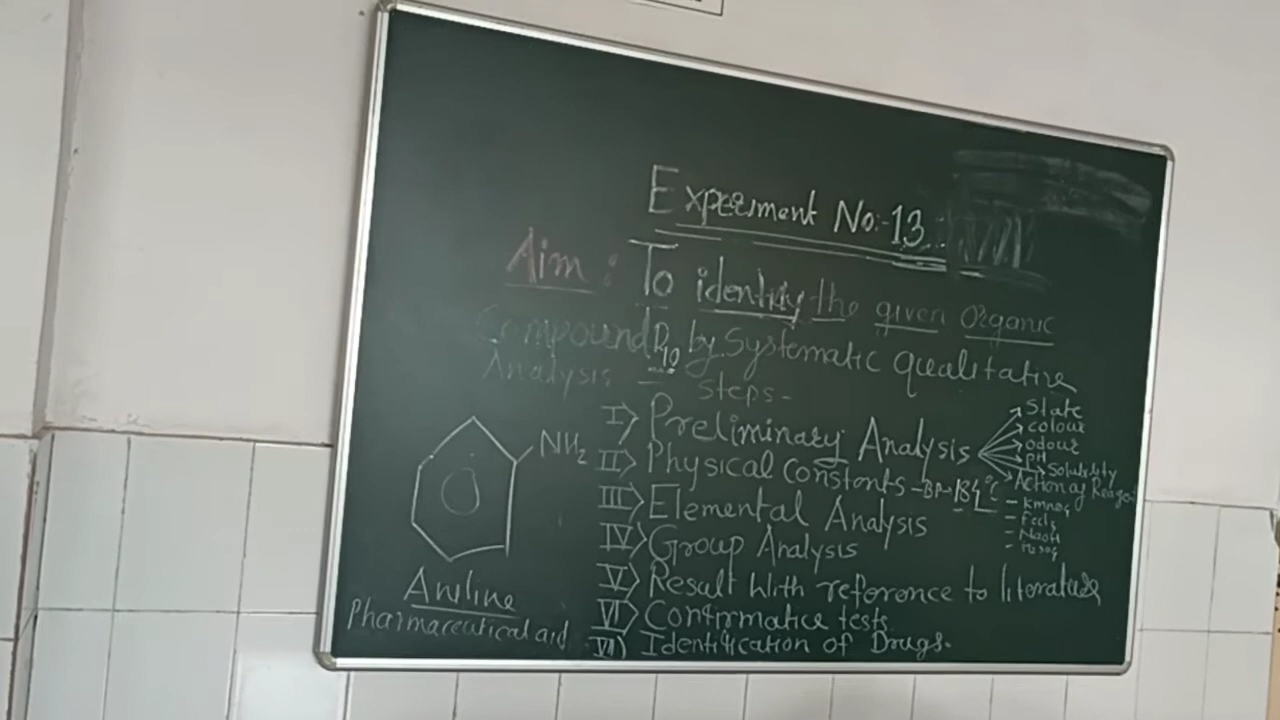 Experiment No:-13
Aim: To identify the given organic
Compound D10 by Systematic qualitative
Analysis - Steps-
I> Preliminary Analysis
State
colour
odour
pH
Solubility
Action of Reagent
- KMnO4
- FeCl3
- NaOH
- H2SO4
II> Physical constants - BP- 184°C
III> Elemental Analysis
IV> Group Analysis
V> Result With reference to literature
VI> Confirmatice tests
VII) Identification of Drugs.
NH2
Aniline
Pharmaceutical aid